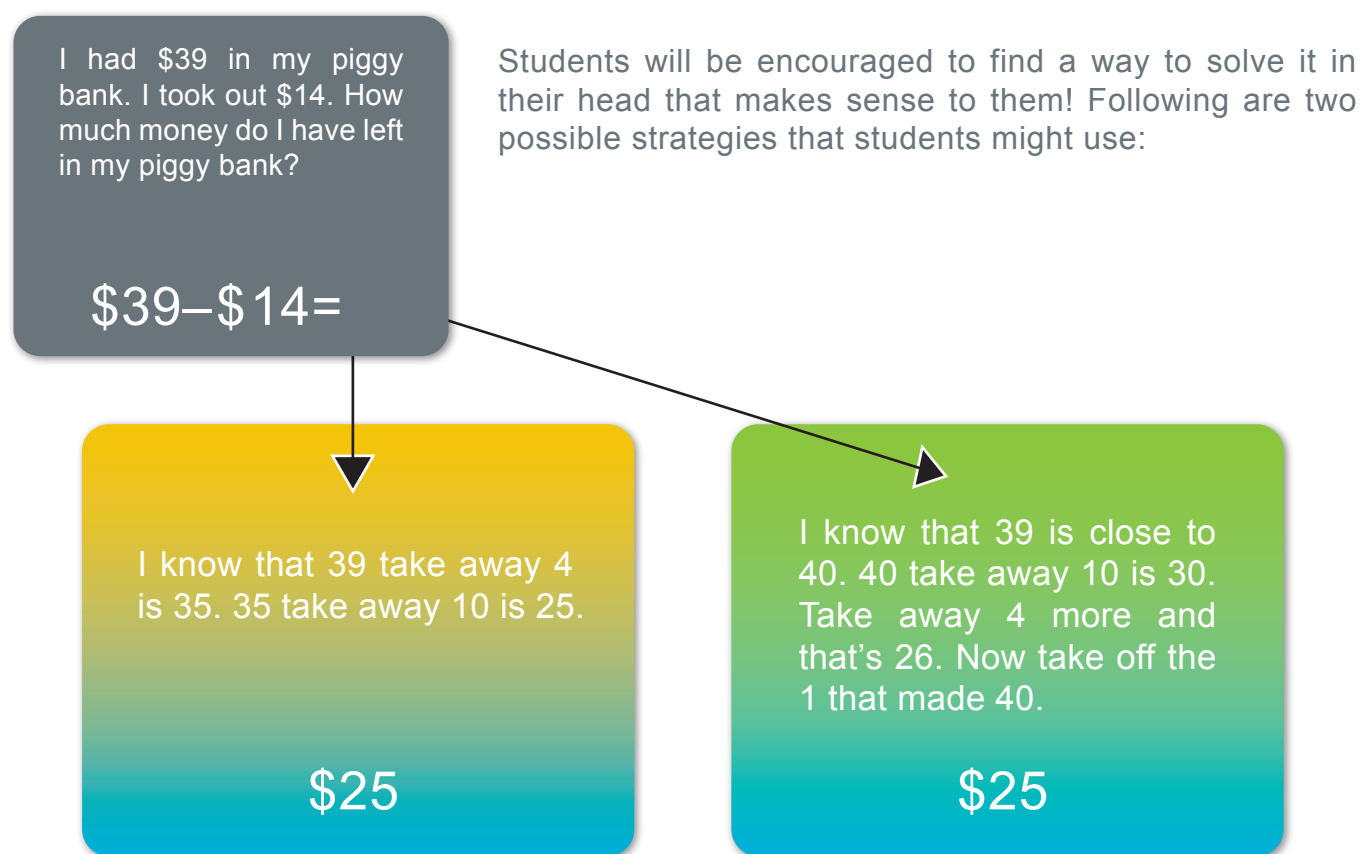 I had $39 in my piggy
bank. I took out $14. How
much money do I have left
in my piggy bank?
$39–$14=
Students will be encouraged to find a way to solve it in
their head that makes sense to them! Following are two
possible strategies that students might use:
I know that 39 take away 4
is 35. 35 take away 10 is 25.
$25
I know that 39 is close to
40. 40 take away 10 is 30.
Take away 4 more and
that’s 26. Now take off the
1 that made 40.
$25